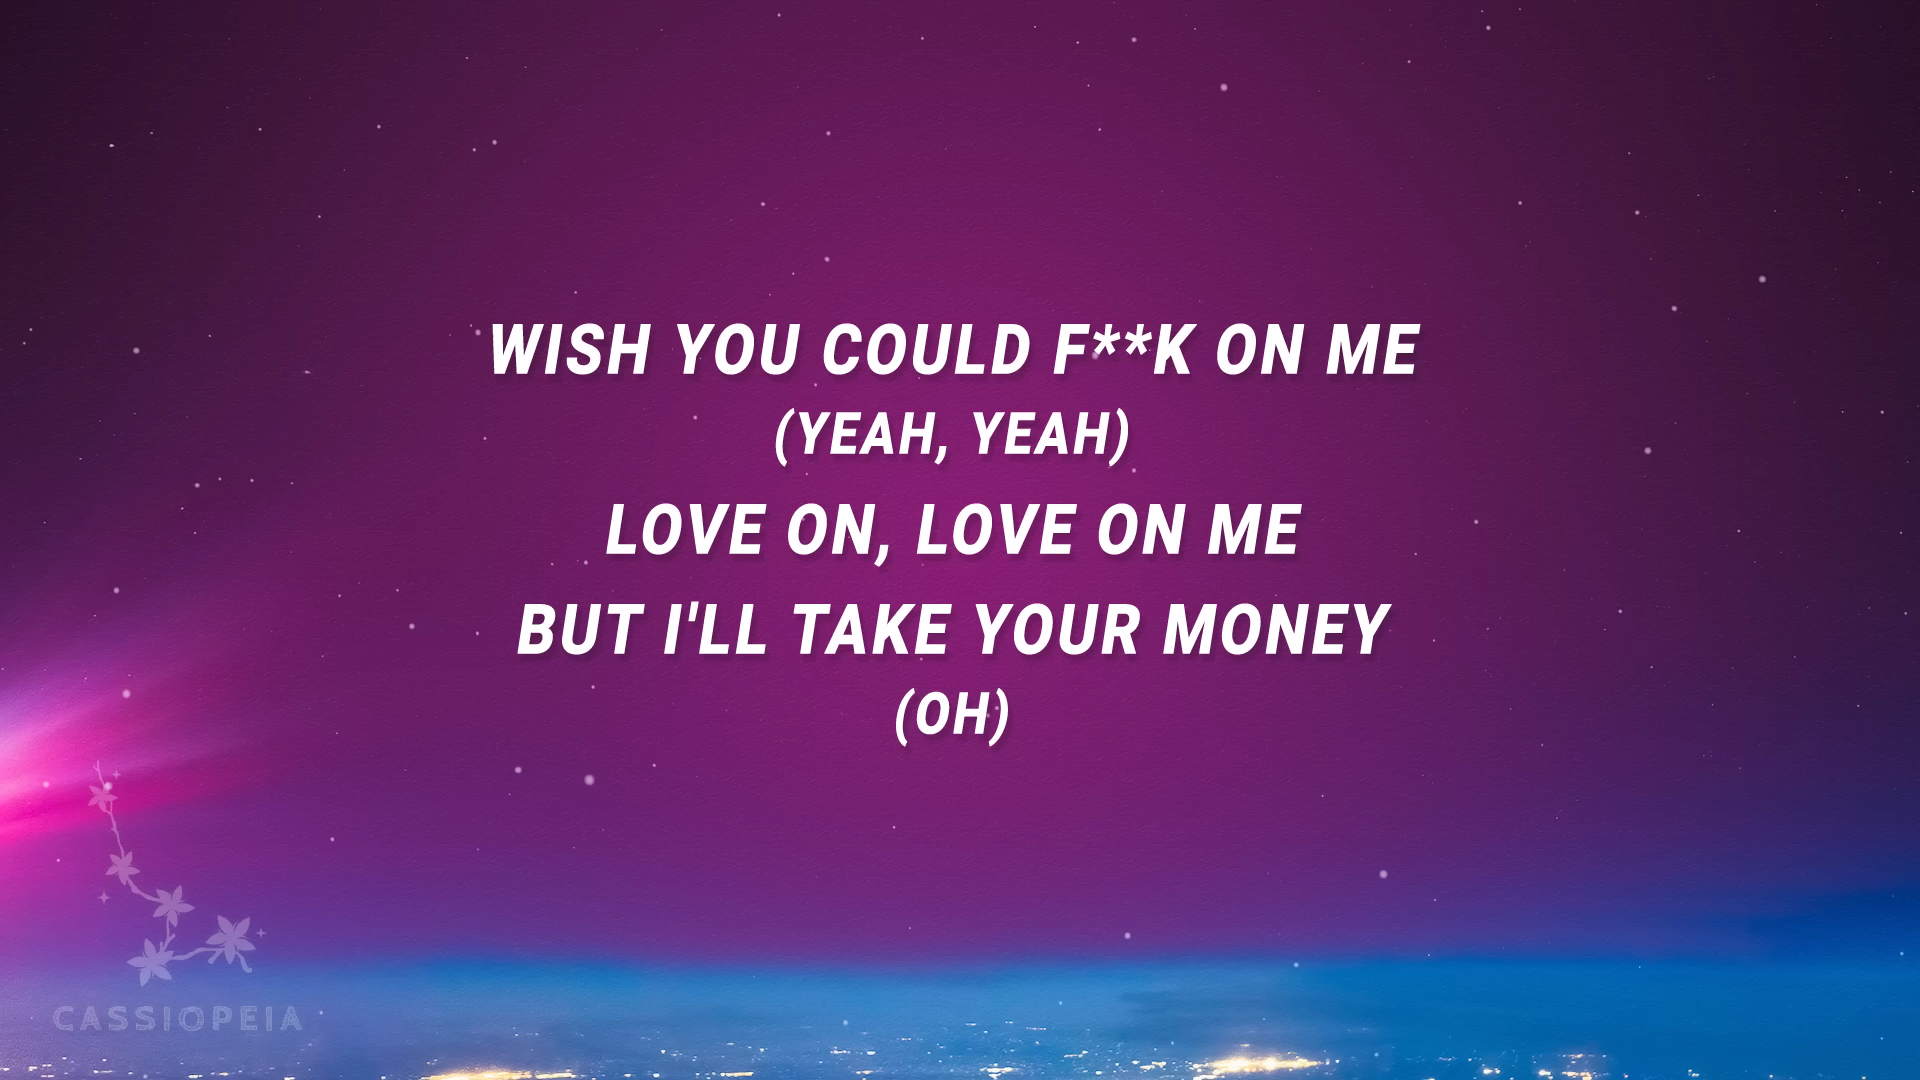 WISH YOU COULD F**K ON ME
(YEAH, YEAH)
LOVE ON, LOVE ON ME
BUT I'LL TAKE YOUR MONEY
(OH)
CASSIOPEIA